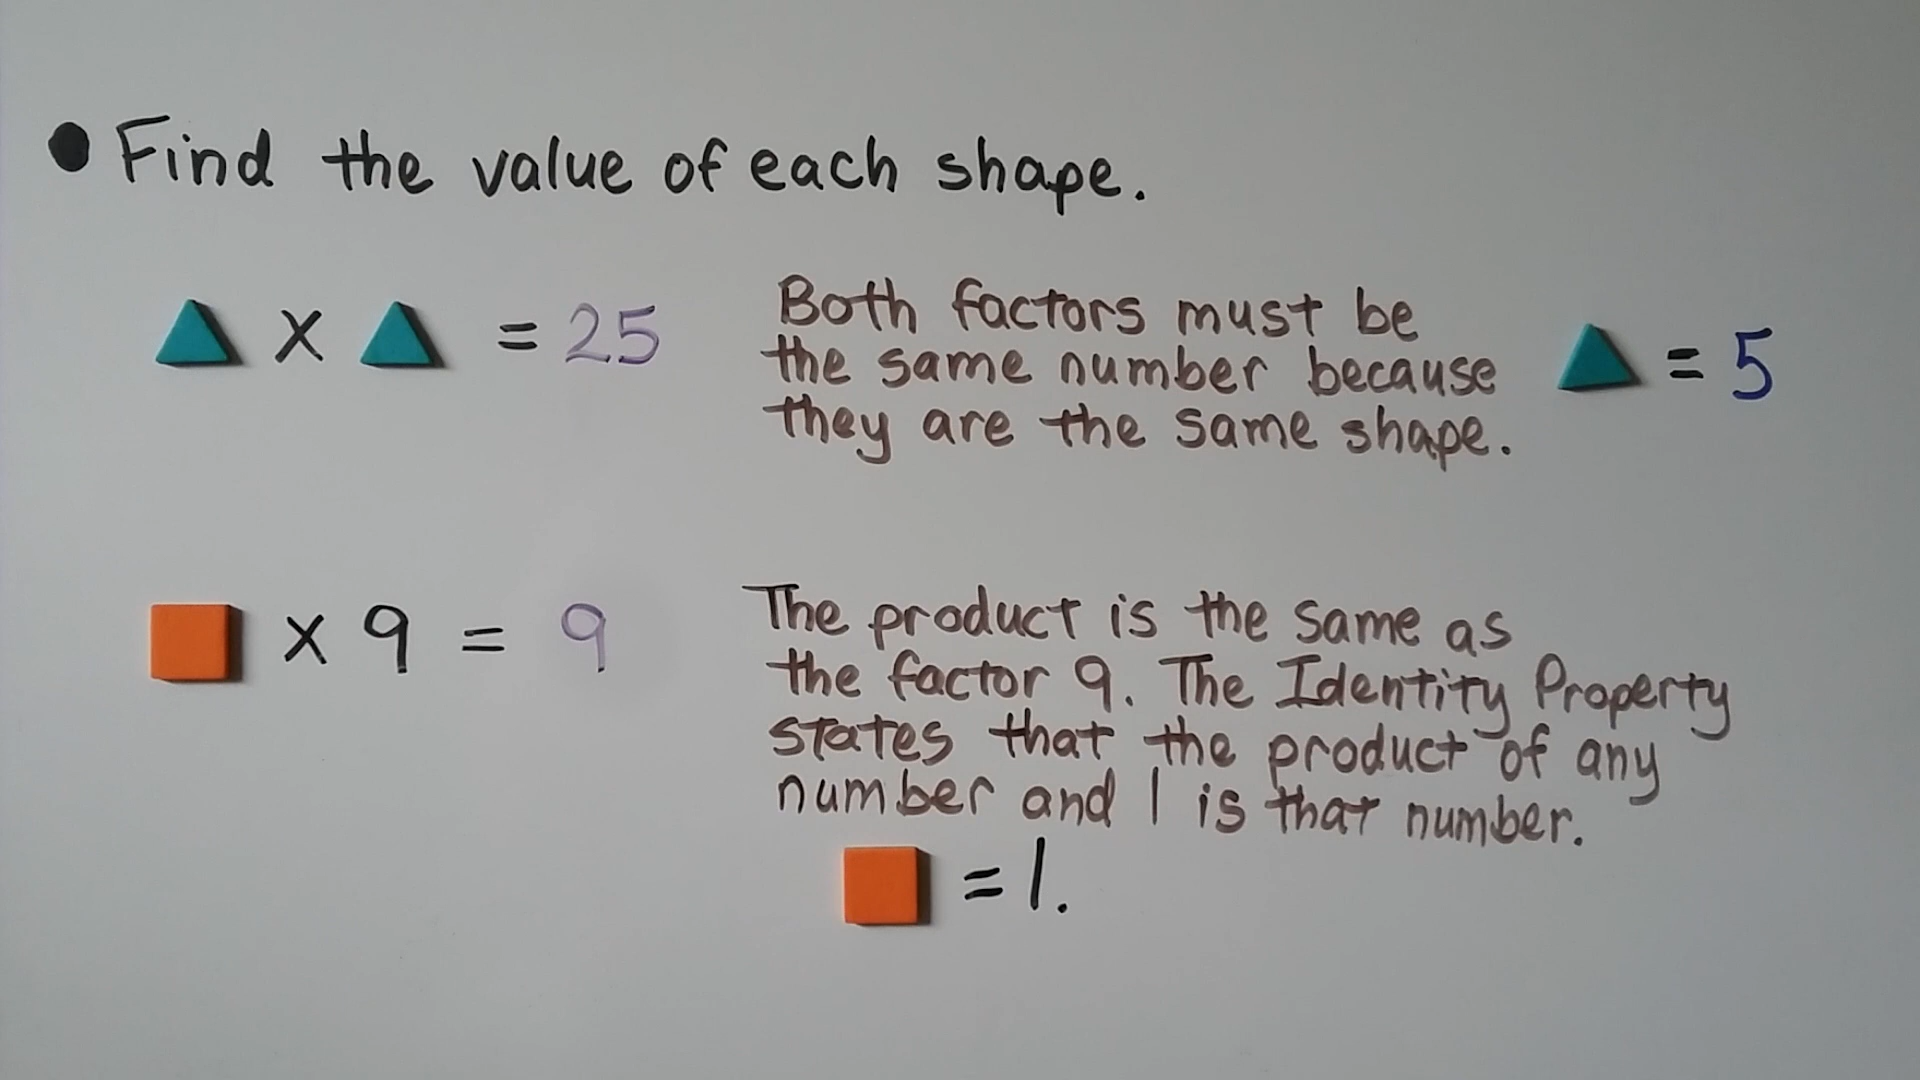 ● Find the value of each shape.
x = 25
Both factors must be
the same number because
they are the same shape.
= 5
x 9 = 9
The product is the same as
the factor 9. The Identity Property
states that the product of any
number and 1 is that number.
= 1.